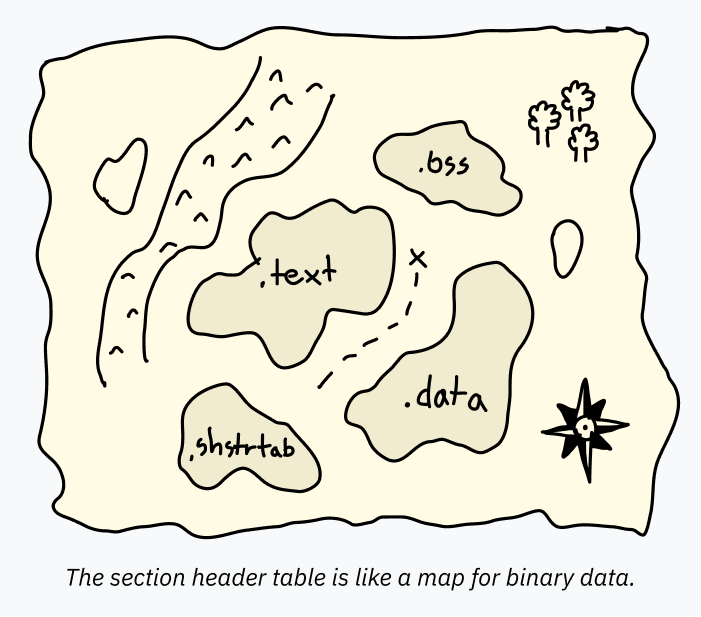 .bss
.text
.data
.shstrtab
The section header table is like a map for binary data.